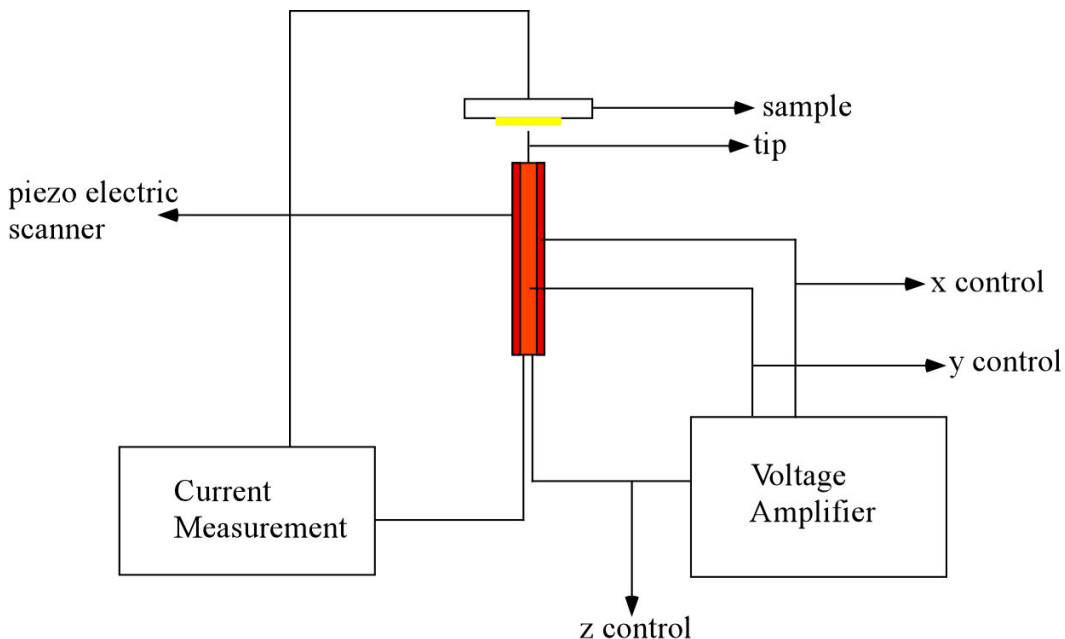 sample
tip
piezo electric
scanner
x control
y control
Current
Measurement
Voltage
Amplifier
z control